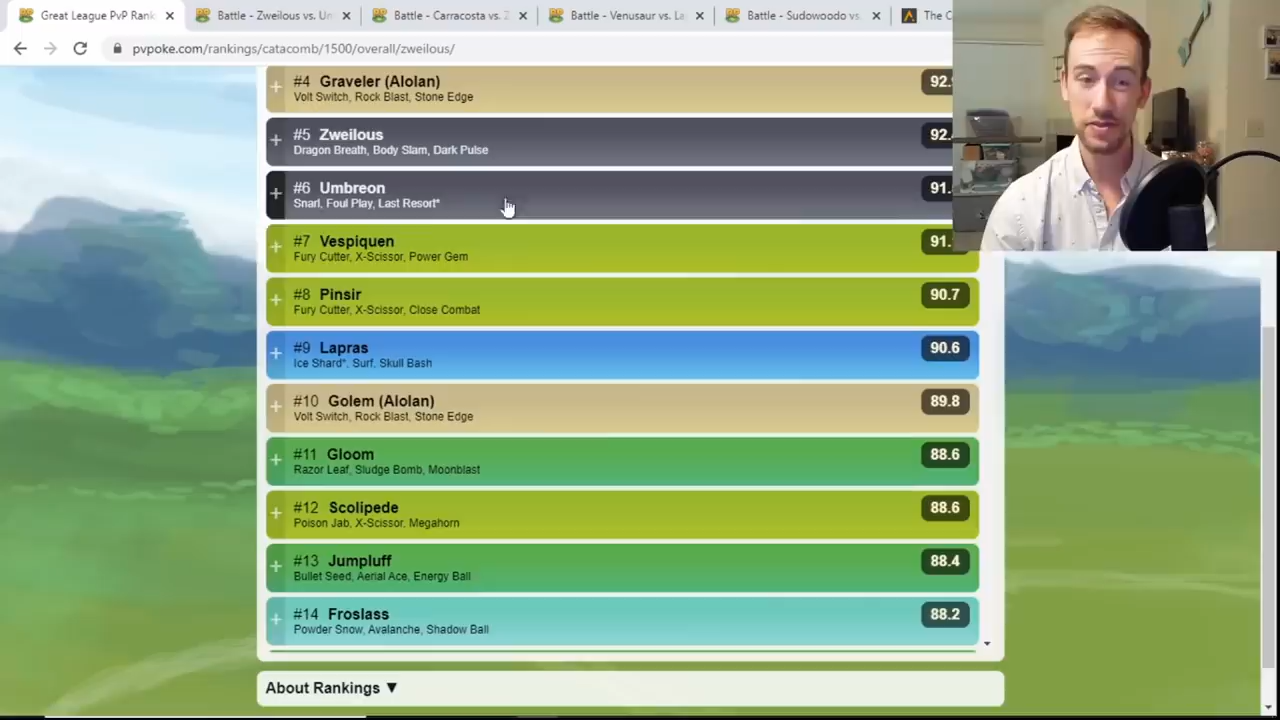 Great League PvP Rank
Battle - Zweilous vs. Um
Battle - Carracosta vs. Z
Battle - Venusaur vs. La
Battle - Sudowoodo vs.
The C
pvpoke.com/rankings/catacomb/1500/overall/zweilous/
#4 Graveler (Alolan)
92.
Volt Switch, Rock Blast, Stone Edge
#5 Zweilous
92.
Dragon Breath, Body Slam, Dark Pulse
#6 Umbreon
91.
Snarl, Foul Play, Last Resort*
#7 Vespiquen
91.
Fury Cutter, X-Scissor, Power Gem
#8 Pinsir
90.7
Fury Cutter, X-Scissor, Close Combat
#9 Lapras
90.6
Ice Shard*, Surf, Skull Bash
#10 Golem (Alolan)
89.8
Volt Switch, Rock Blast, Stone Edge
#11 Gloom
88.6
Razor Leaf, Sludge Bomb, Moonblast
#12 Scolipede
88.6
Poison Jab, X-Scissor, Megahorn
#13 Jumpluff
88.4
Bullet Seed, Aerial Ace, Energy Ball
#14 Froslass
88.2
Powder Snow, Avalanche, Shadow Ball
About Rankings ▼